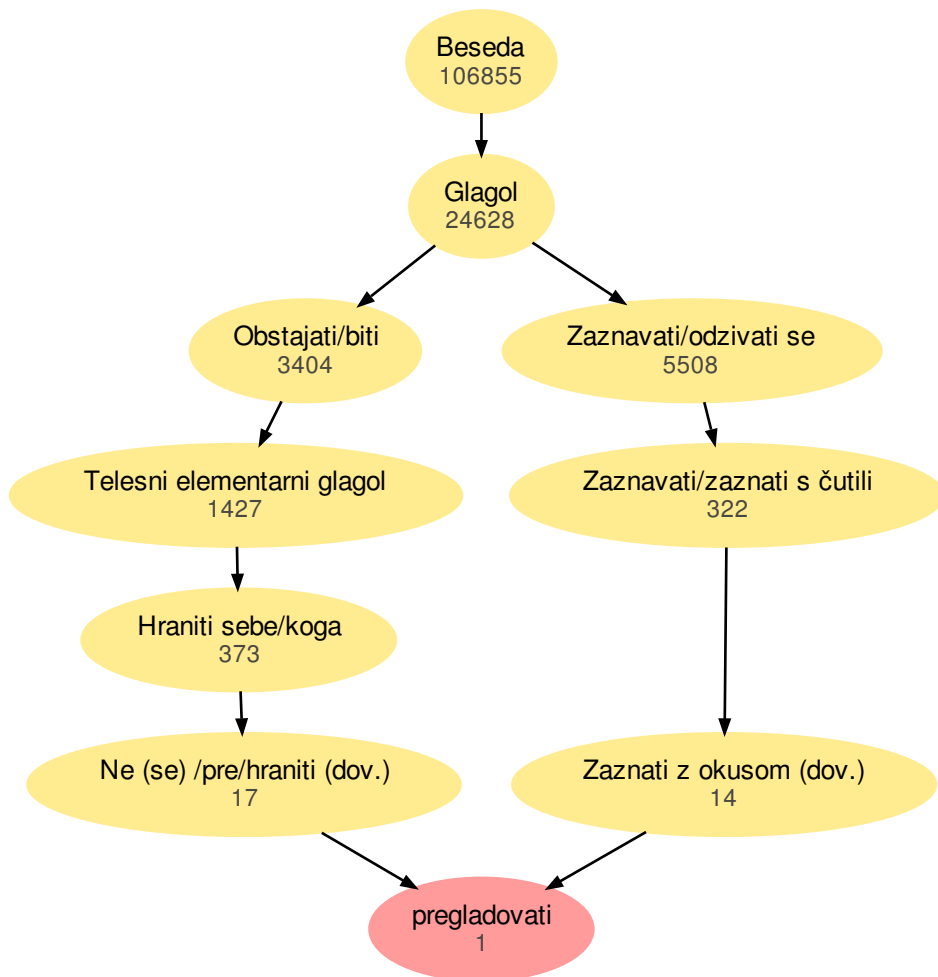 Beseda
106855
Glagol
24628
Obstajati/biti
3404
Zaznavati/odzivati se
5508
Telesni elementarni glagol
1427
Zaznavati/zaznati s čutili
322
Hraniti sebe/koga
373
Ne (se) /pre/hraniti (dov.)
17
Zaznati z okusom (dov.)
14
pregladovati
1